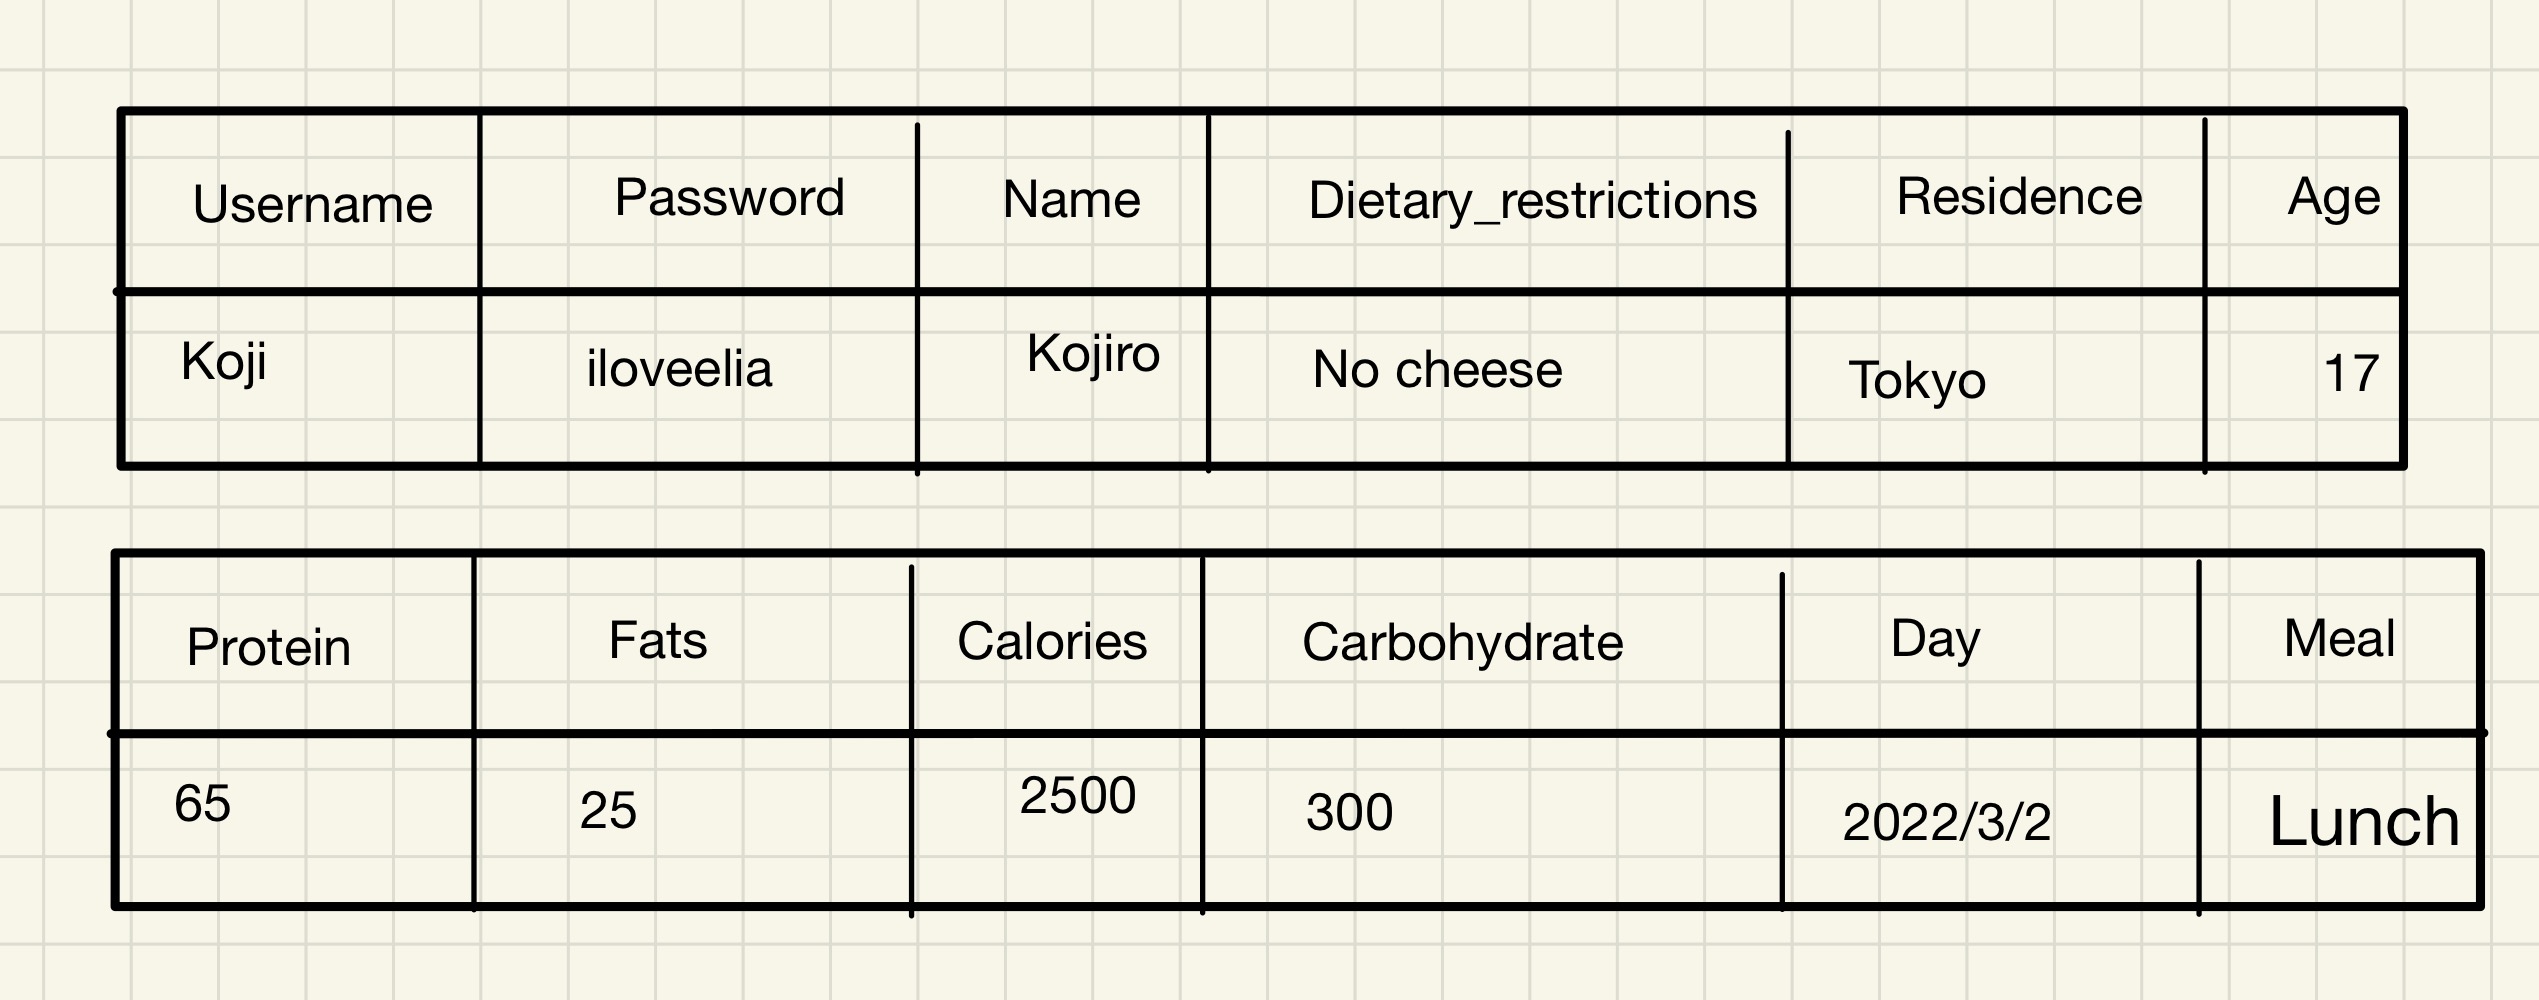 Username Password Name Dietary_restrictions Residence Age
Koji iloveelia Kojiro No cheese Tokyo 17
Protein Fats Calories Carbohydrate Day Meal
65 25 2500 300 2022/3/2 Lunch